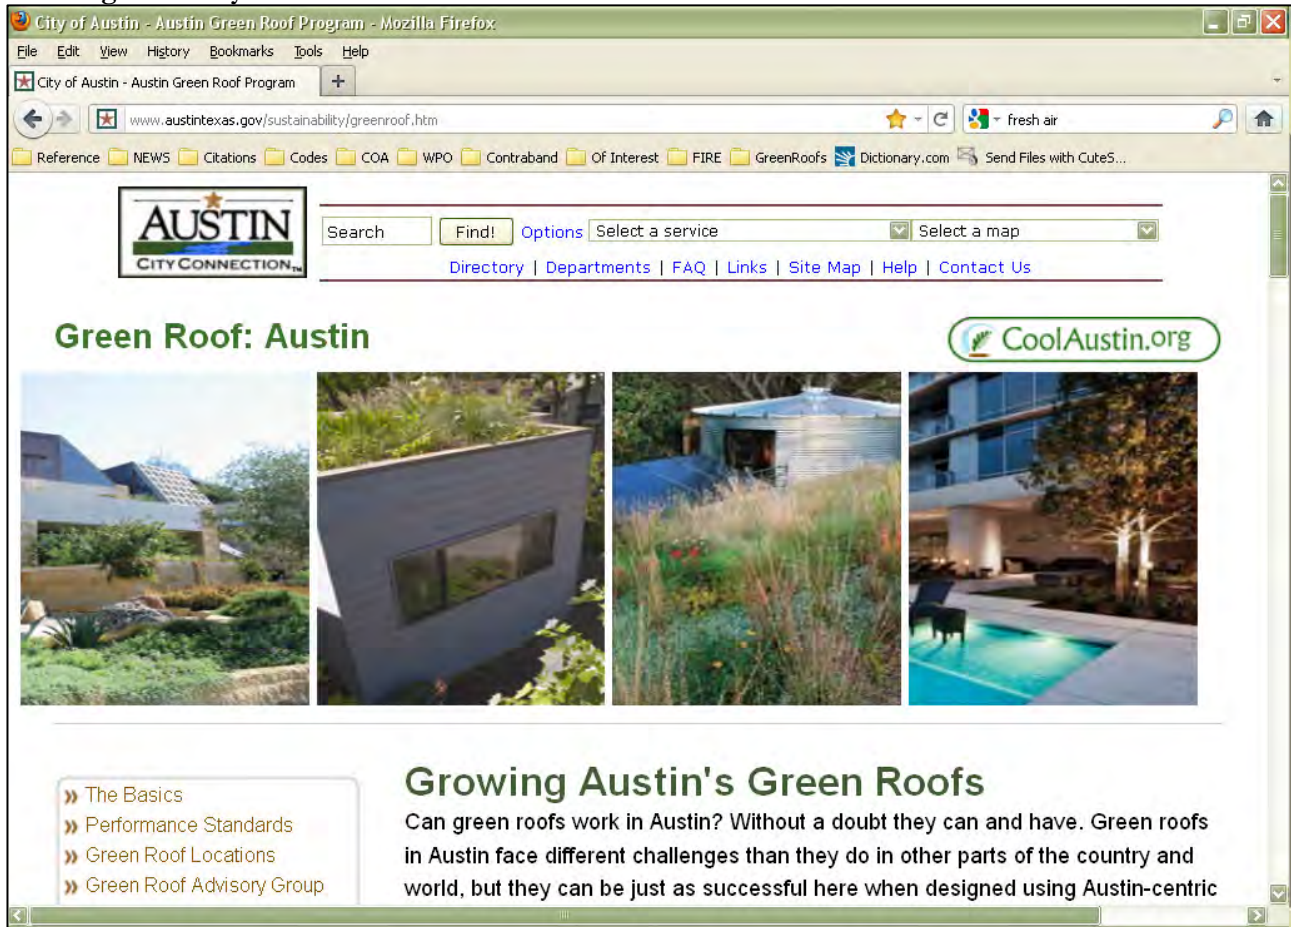 City of Austin - Austin Green Roof Program - Mozilla Firefox
File Edit View History Bookmarks Tools Help
City of Austin - Austin Green Roof Program +
www.austintexas.gov/sustainability/greenroof.htm fresh air
Reference NEWS Citations Codes COA WPO Contraband Of Interest FIRE GreenRoofs Dictionary.com Send Files with CuteS...
AUSTIN
CITY CONNECTION TM
Search Find! Options Select a service Select a map
Directory | Departments | FAQ | Links | Site Map | Help | Contact Us
Green Roof: Austin
CoolAustin.org
» The Basics
» Performance Standards
» Green Roof Locations
» Green Roof Advisory Group
Growing Austin's Green Roofs
Can green roofs work in Austin? Without a doubt they can and have. Green roofs
in Austin face different challenges than they do in other parts of the country and
world, but they can be just as successful here when designed using Austin-centric